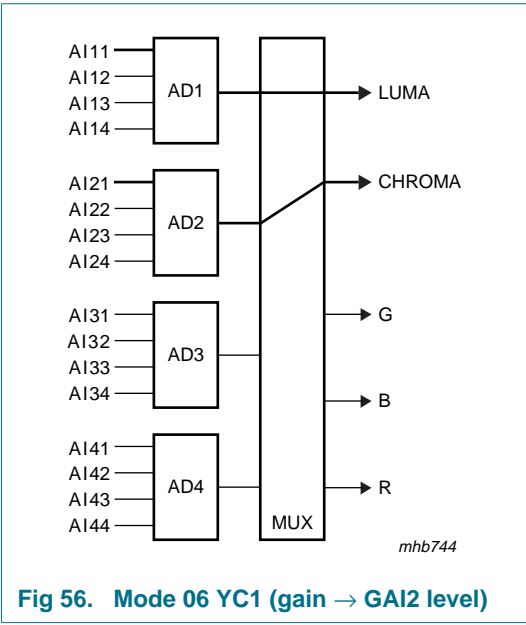 AI11
AI12
AI13
AI14
AD1
LUMA
AI21
AI22
AI23
AI24
AD2
CHROMA
AI31
AI32
AI33
AI34
AD3
G
B
AI41
AI42
AI43
AI44
AD4
R
MUX
mhb744
Fig 56. Mode 06 YC1 (gain → GAI2 level)